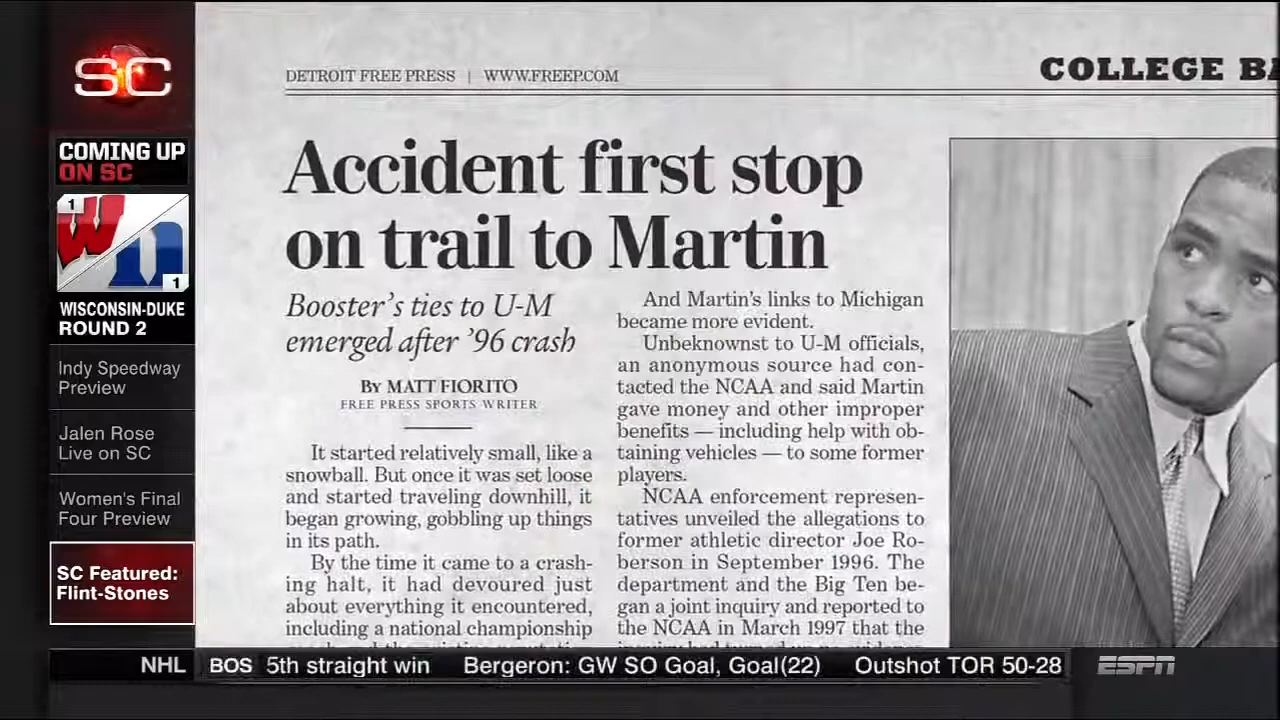 SC
COMING UP
ON SC
1
W
D
1
WISCONSIN-DUKE
ROUND 2
Indy Speedway
Preview
Jalen Rose
Live on SC
Women's Final
Four Preview
SC Featured:
Flint-Stones
DETROIT FREE PRESS | WWW.FREEP.COM
COLLEGE
Accident first stop
on trail to Martin
Booster's ties to U-M
emerged after '96 crash
BY MATT FIORITO
FREE PRESS SPORTS WRITER
It started relatively small, like a
snowball. But once it was set loose
and started traveling downhill, it
began growing, gobbling up things
in its path.
By the time it came to a crash-
ing halt, it had devoured just
about everything it encountered,
including a national championship
And Martin's links to Michigan
became more evident.
Unbeknownst to U-M officials,
an anonymous source had con-
tacted the NCAA and said Martin
gave money and other improper
benefits — including help with ob-
taining vehicles — to some former
players.
NCAA enforcement represen-
tatives unveiled the allegations to
former athletic director Joe Ro-
berson in September 1996. The
department and the Big Ten be-
gan a joint inquiry and reported to
the NCAA in March 1997 that the
NHL BOS 5th straight win Bergeron: GW SO Goal, Goal(22) Outshot TOR 50-28
ESPN